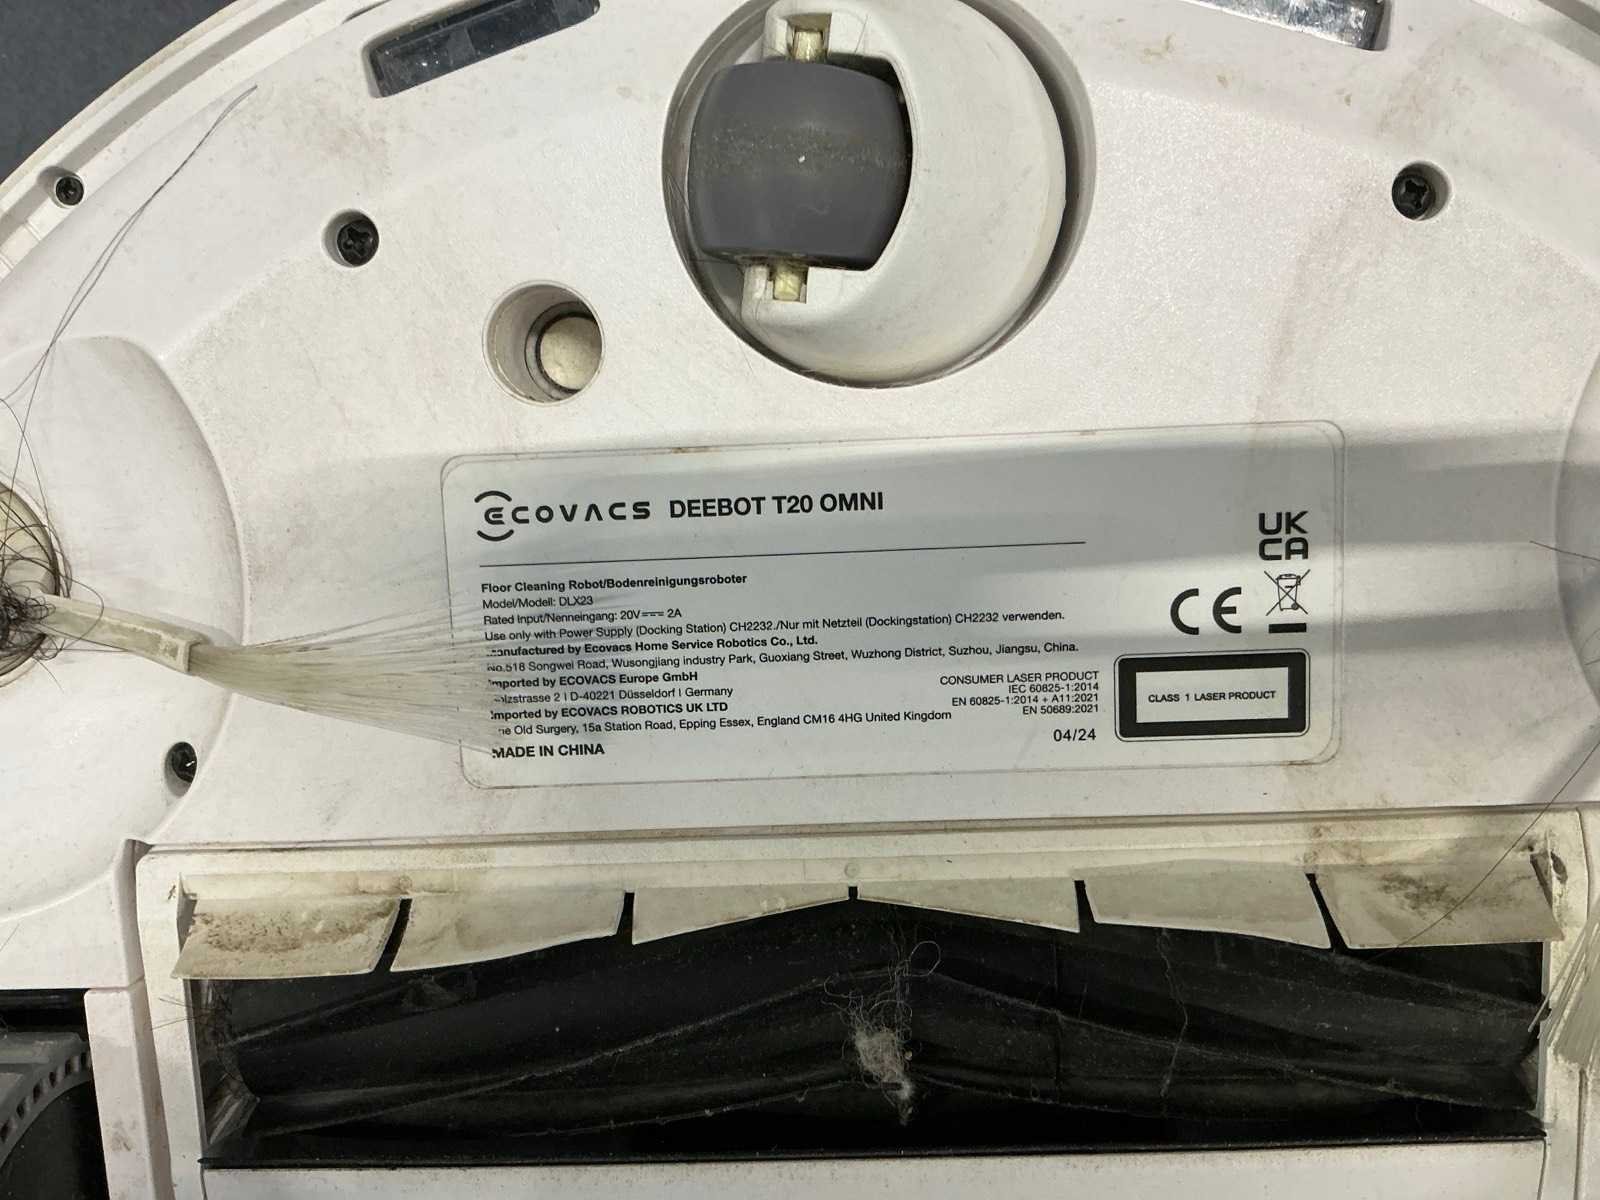 ECOVACS DEEBOT T20 OMNI
UK
CA
Floor Cleaning Robot/Bodenreinigungsroboter
Model/Modell: DLX23
Rated Input/Nenneingang: 20V⎓ 2A
Use only with Power Supply (Docking Station) CH2232./Nur mit Netzteil (Dockingstation) CH2232 verwenden.
CE
by Ecovacs Home Service Robotics Co., Ltd.
No.518 Songwei Road, Wusongjiang industry Park, Guoxiang Street, Wuzhong District, Suzhou, Jiangsu, China.
by ECOVACS Europe GmbH
2 | D-40221 Düsseldorf | Germany
by ECOVACS ROBOTICS UK LTD
Old Surgery, 15a Station Road, Epping Essex, England CM16 4HG United Kingdom
MADE IN CHINA
CONSUMER LASER PRODUCT
IEC 60825-1:2014
EN 60825-1:2014 + A11:2021
EN 50689:2021
04/24
CLASS 1 LASER PRODUCT